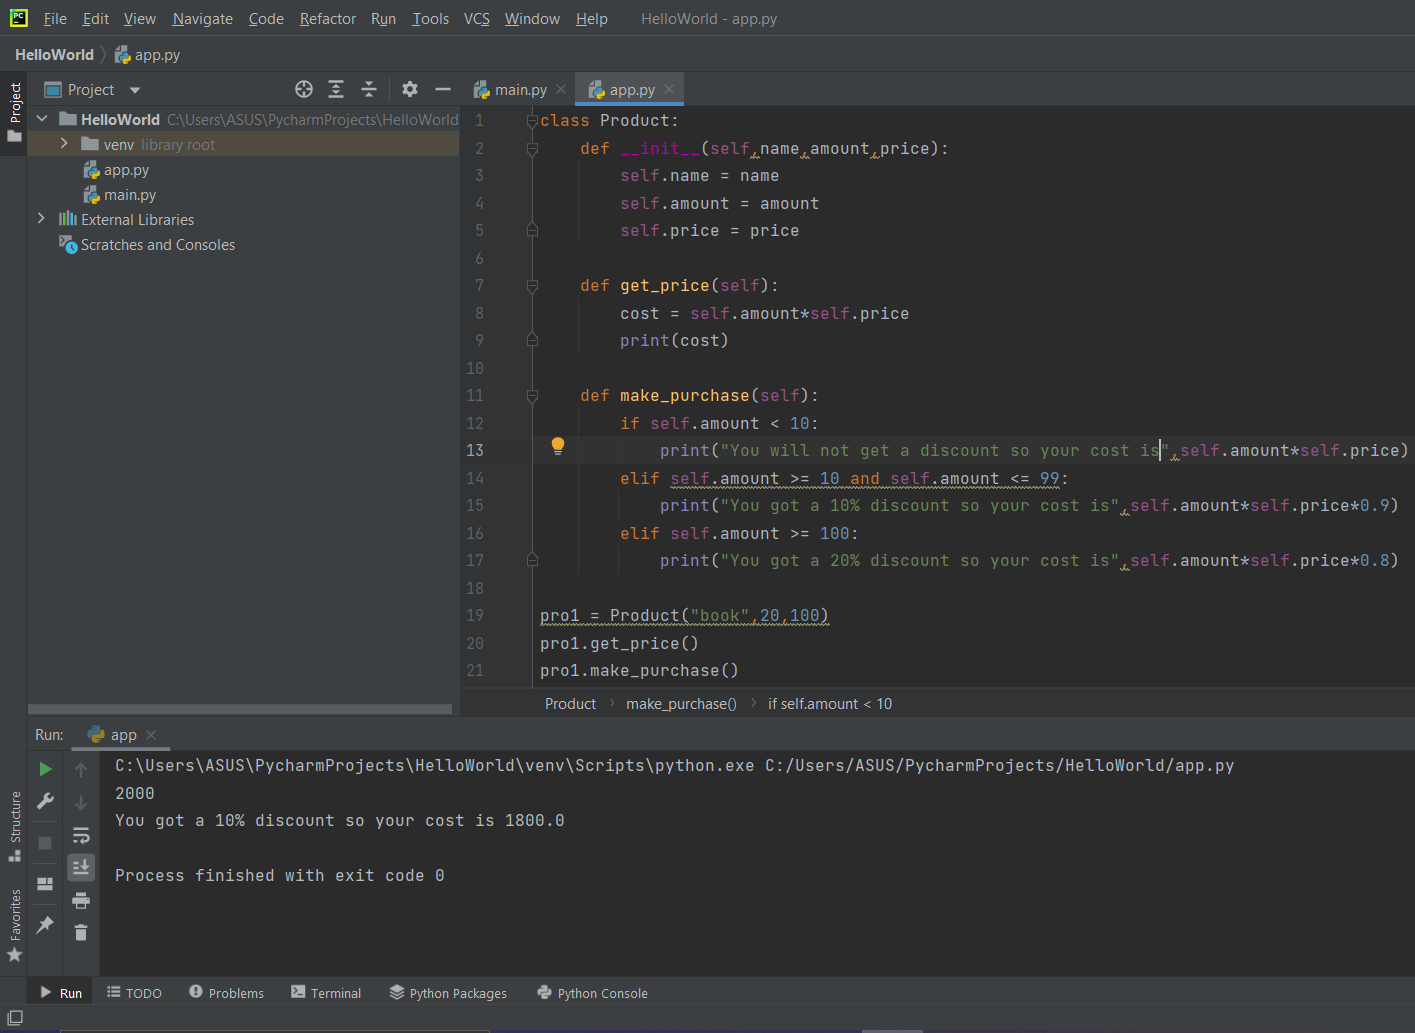 PC File Edit View Navigate Code Refactor Run Tools VCS Window Help HelloWorld - app.py
HelloWorld app.py
Project
Project
main.py
app.py
HelloWorld C:\Users\ASUS\PycharmProjects\HelloWorld
venv library root
app.py
main.py
External Libraries
Scratches and Consoles
1 class Product:
2     def __init__(self,name,amount,price):
3         self.name = name
4         self.amount = amount
5         self.price = price
6
7     def get_price(self):
8         cost = self.amount*self.price
9         print(cost)
10
11     def make_purchase(self):
12         if self.amount < 10:
13             print("You will not get a discount so your cost is",self.amount*self.price)
14         elif self.amount >= 10 and self.amount <= 99:
15             print("You got a 10% discount so your cost is",self.amount*self.price*0.9)
16         elif self.amount >= 100:
17             print("You got a 20% discount so your cost is",self.amount*self.price*0.8)
18
19 pro1 = Product("book",20,100)
20 pro1.get_price()
21 pro1.make_purchase()
Product make_purchase() if self.amount < 10
Run: app
C:\Users\ASUS\PycharmProjects\HelloWorld\venv\Scripts\python.exe C:/Users/ASUS/PycharmProjects/HelloWorld/app.py
2000
You got a 10% discount so your cost is 1800.0
Process finished with exit code 0
Structure
Favorites
Run TODO Problems Terminal Python Packages Python Console